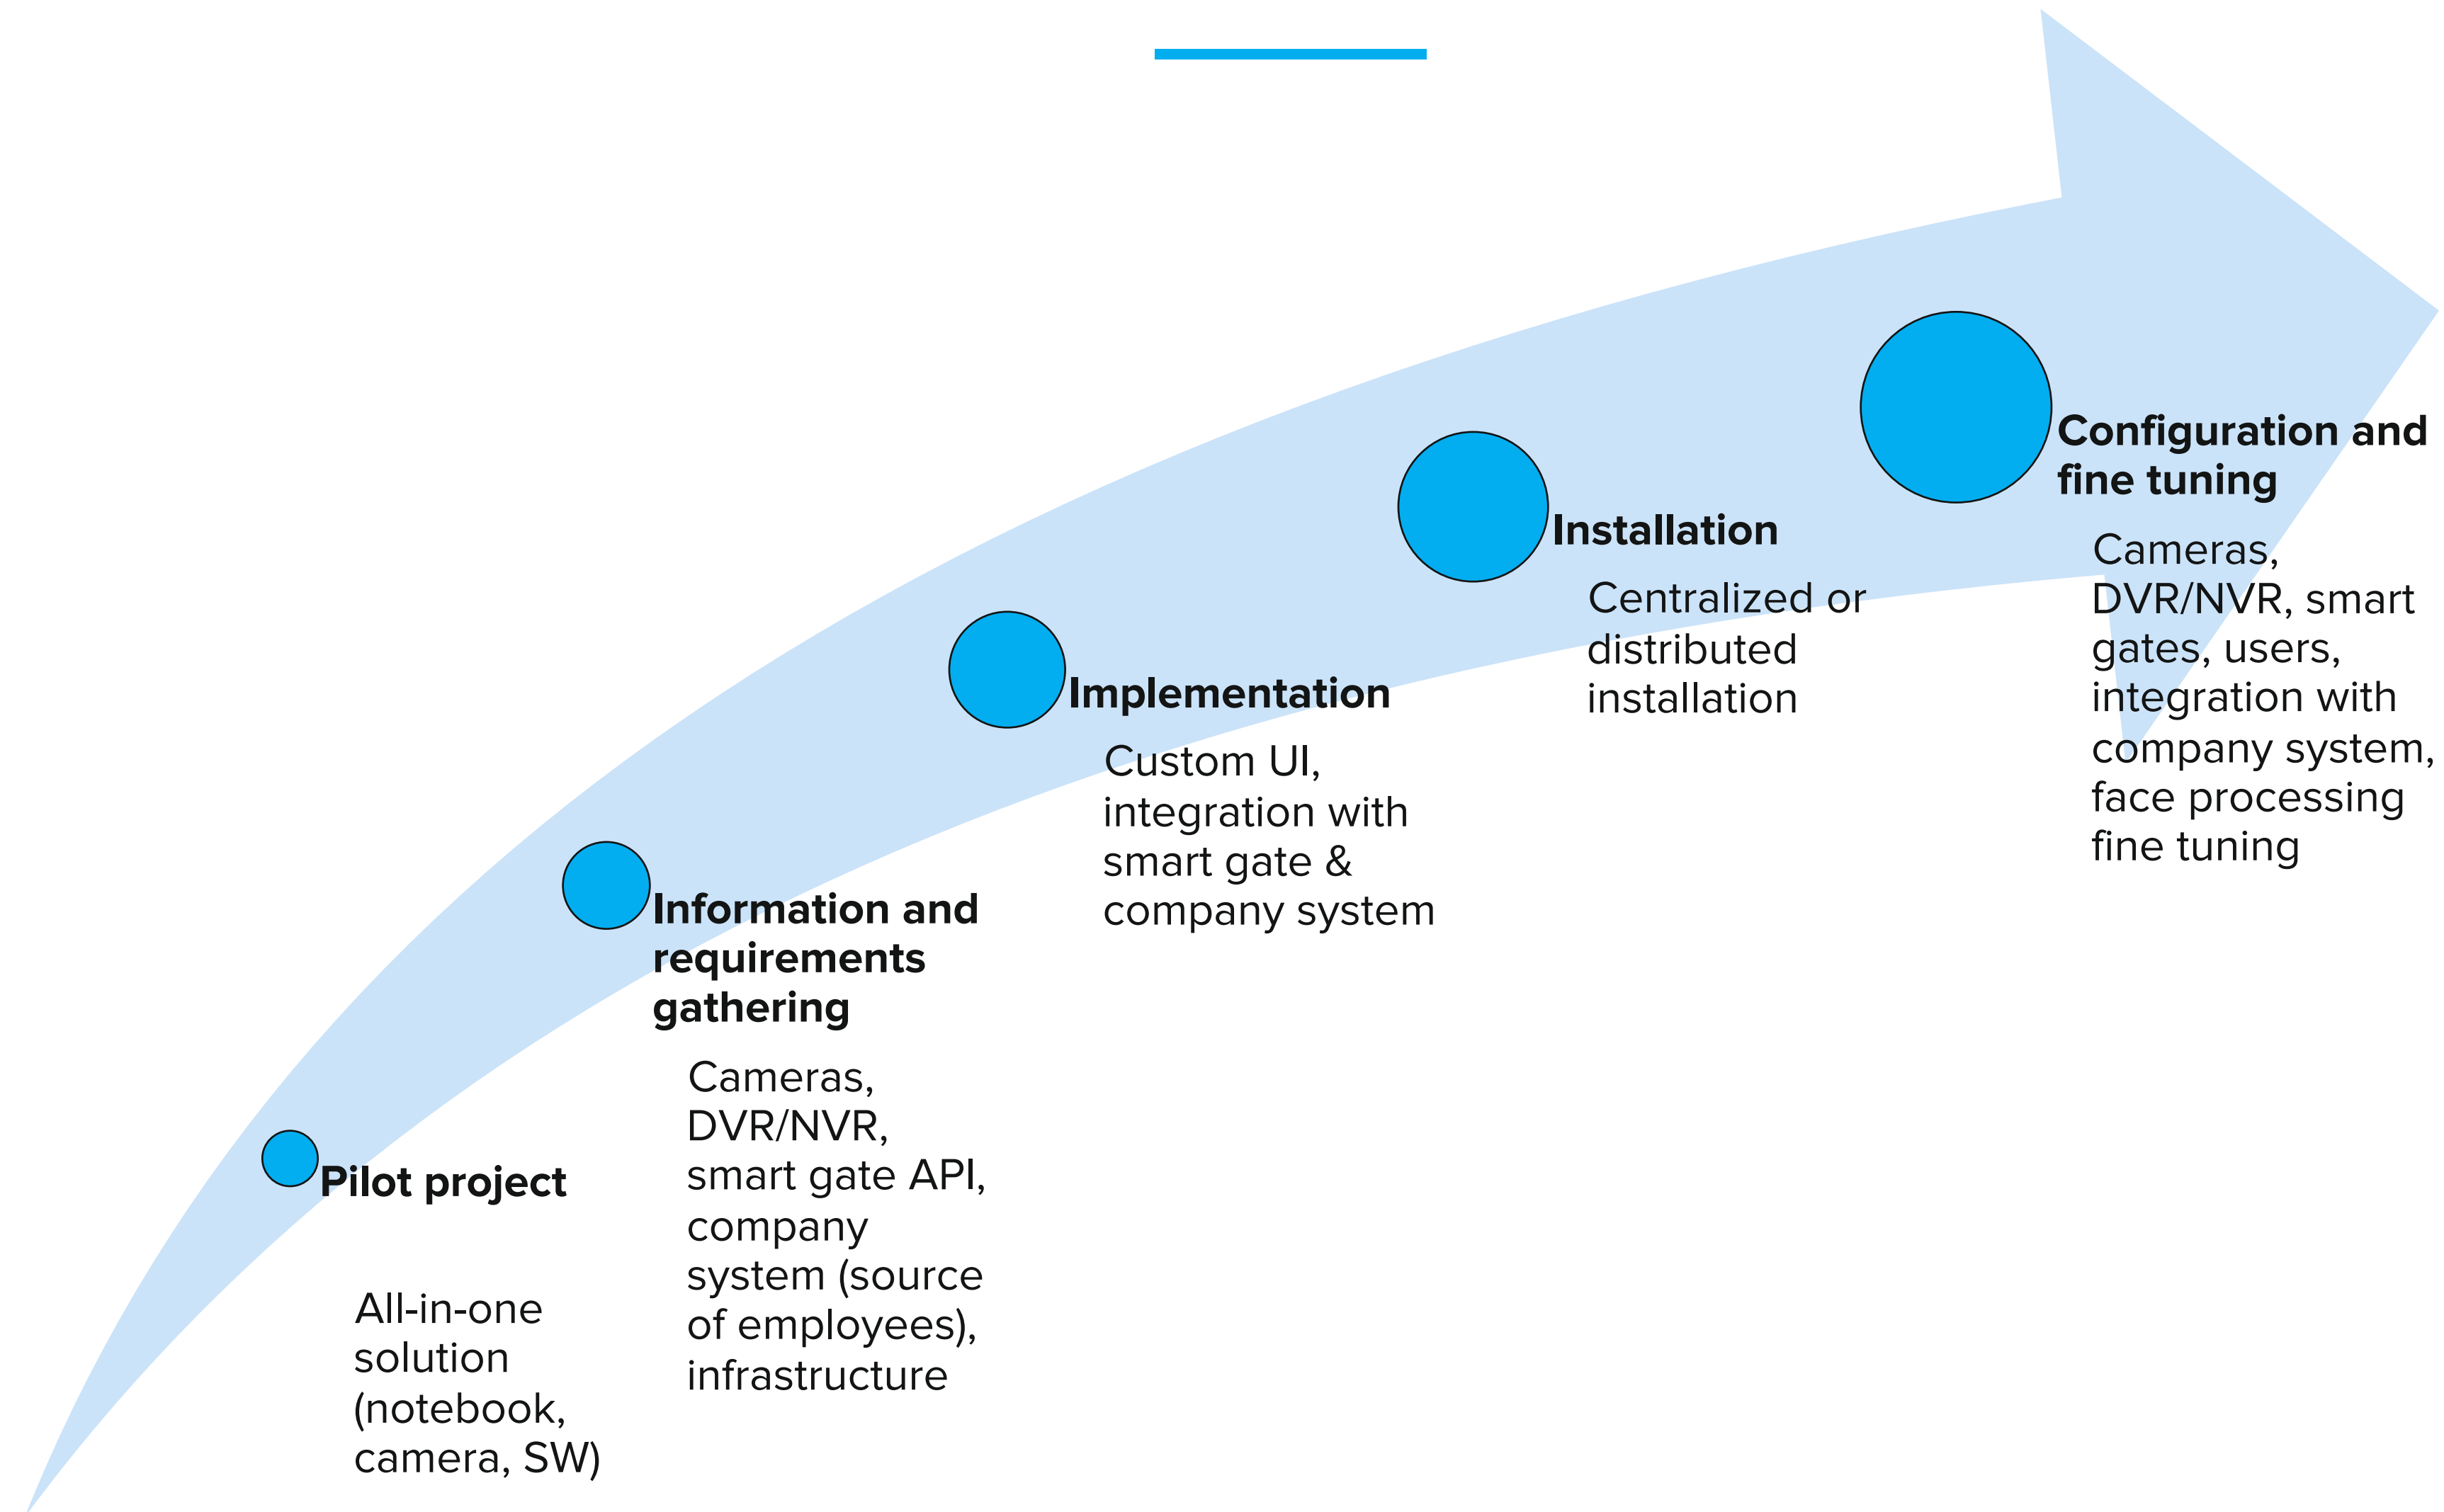 Pilot project
All-in-one
solution
(notebook,
camera, SW)
Information and
requirements
gathering
Cameras,
DVR/NVR,
smart gate API,
company
system (source
of employees),
infrastructure
Implementation
Custom UI,
integration with
smart gate &
company system
Installation
Centralized or
distributed
installation
Configuration and
fine tuning
Cameras,
DVR/NVR, smart
gates, users,
integration with
company system,
face processing
fine tuning